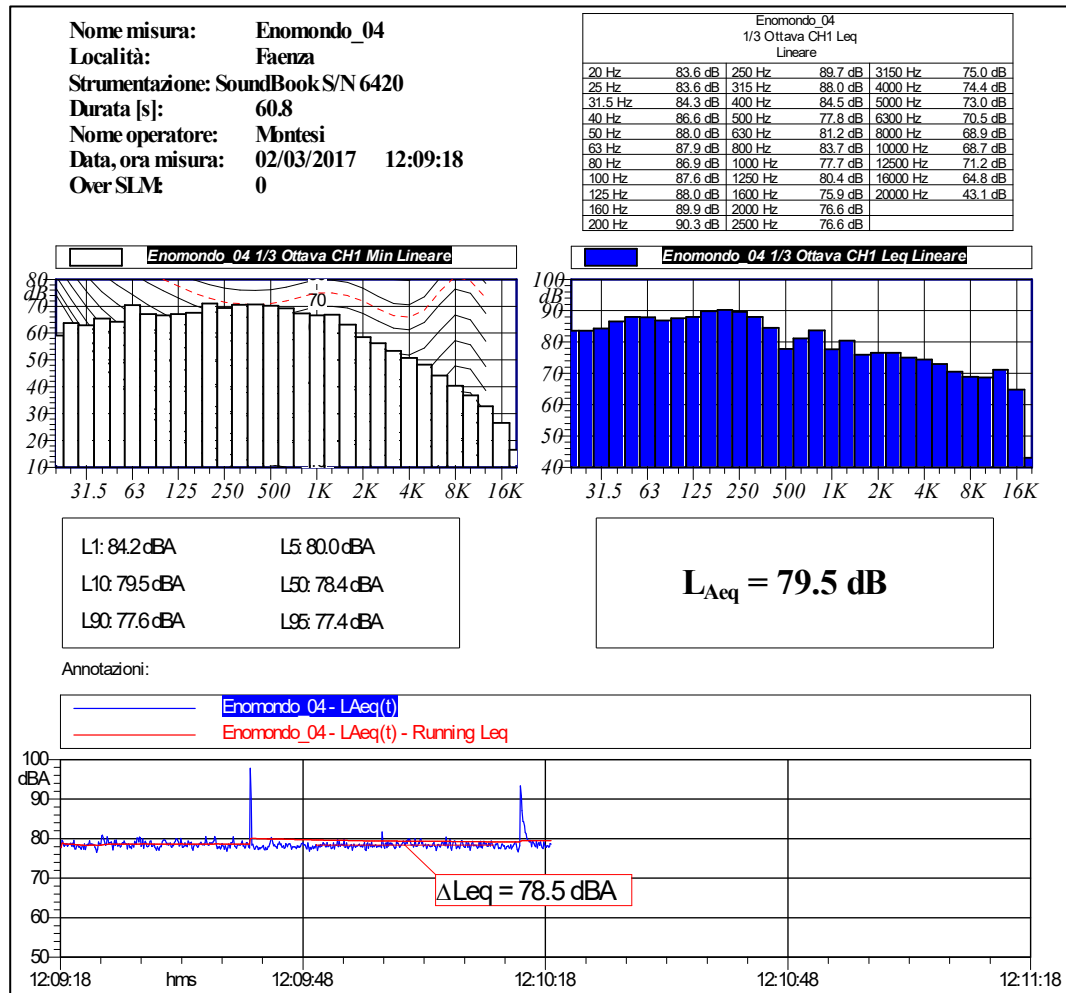 Nome misura: Enomondo_04
Località: Faenza
Strumentazione: SoundBook S/N 6420
Durata [s]: 60.8
Nome operatore: Montesi
Data, ora misura: 02/03/2017 12:09:18
Over SLM: 0
Enomondo_04
1/3 Ottava CH1 Leq
Lineare
20 Hz 83.6 dB 250 Hz 89.7 dB 3150 Hz 75.0 dB
25 Hz 83.6 dB 315 Hz 88.0 dB 4000 Hz 74.4 dB
31.5 Hz 84.3 dB 400 Hz 84.5 dB 5000 Hz 73.0 dB
40 Hz 86.6 dB 500 Hz 77.8 dB 6300 Hz 70.5 dB
50 Hz 88.0 dB 630 Hz 81.2 dB 8000 Hz 68.9 dB
63 Hz 87.9 dB 800 Hz 83.7 dB 10000 Hz 68.7 dB
80 Hz 86.9 dB 1000 Hz 77.7 dB 12500 Hz 71.2 dB
100 Hz 87.6 dB 1250 Hz 80.4 dB 16000 Hz 64.8 dB
125 Hz 88.0 dB 1600 Hz 75.9 dB 20000 Hz 43.1 dB
160 Hz 89.9 dB 2000 Hz 76.6 dB
200 Hz 90.3 dB 2500 Hz 76.6 dB
Enomondo_04 1/3 Ottava CH1 Min Lineare
80
dB
70
60
50
40
30
20
10
70
31.5 63 125 250 500 1K 2K 4K 8K 16K
Enomondo_04 1/3 Ottava CH1 Leq Lineare
100
dB
90
80
70
60
50
40
31.5 63 125 250 500 1K 2K 4K 8K 16K
L1: 84.2 dBA L5: 80.0 dBA
L10: 79.5 dBA L50: 78.4 dBA
L90: 77.6 dBA L95: 77.4 dBA
LAeq = 79.5 dB
Annotazioni:
Enomondo_04 - LAeq(t)
Enomondo_04 - LAeq(t) - Running Leq
100
dBA
90
80
70
60
50
ΔLeq = 78.5 dBA
12:09:18 hms 12:09:48 12:10:18 12:10:48 12:11:18